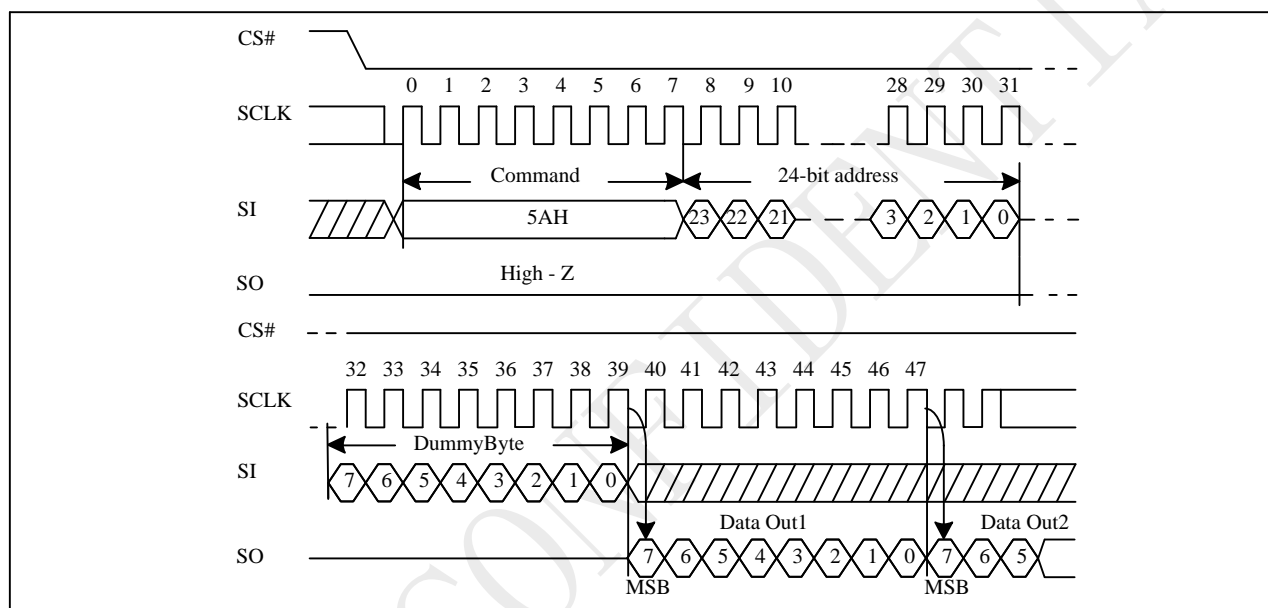 CS#
0 1 2 3 4 5 6 7 8 9 10 28 29 30 31
SCLK
Command 24-bit address
SI 5AH 23 22 21 3 2 1 0
High - Z
SO
CS#
32 33 34 35 36 37 38 39 40 41 42 43 44 45 46 47
SCLK
DummyByte
SI 7 6 5 4 3 2 1 0
Data Out1 Data Out2
SO 7 6 5 4 3 2 1 0 7 6 5
MSB MSB
CONFIDENTIA